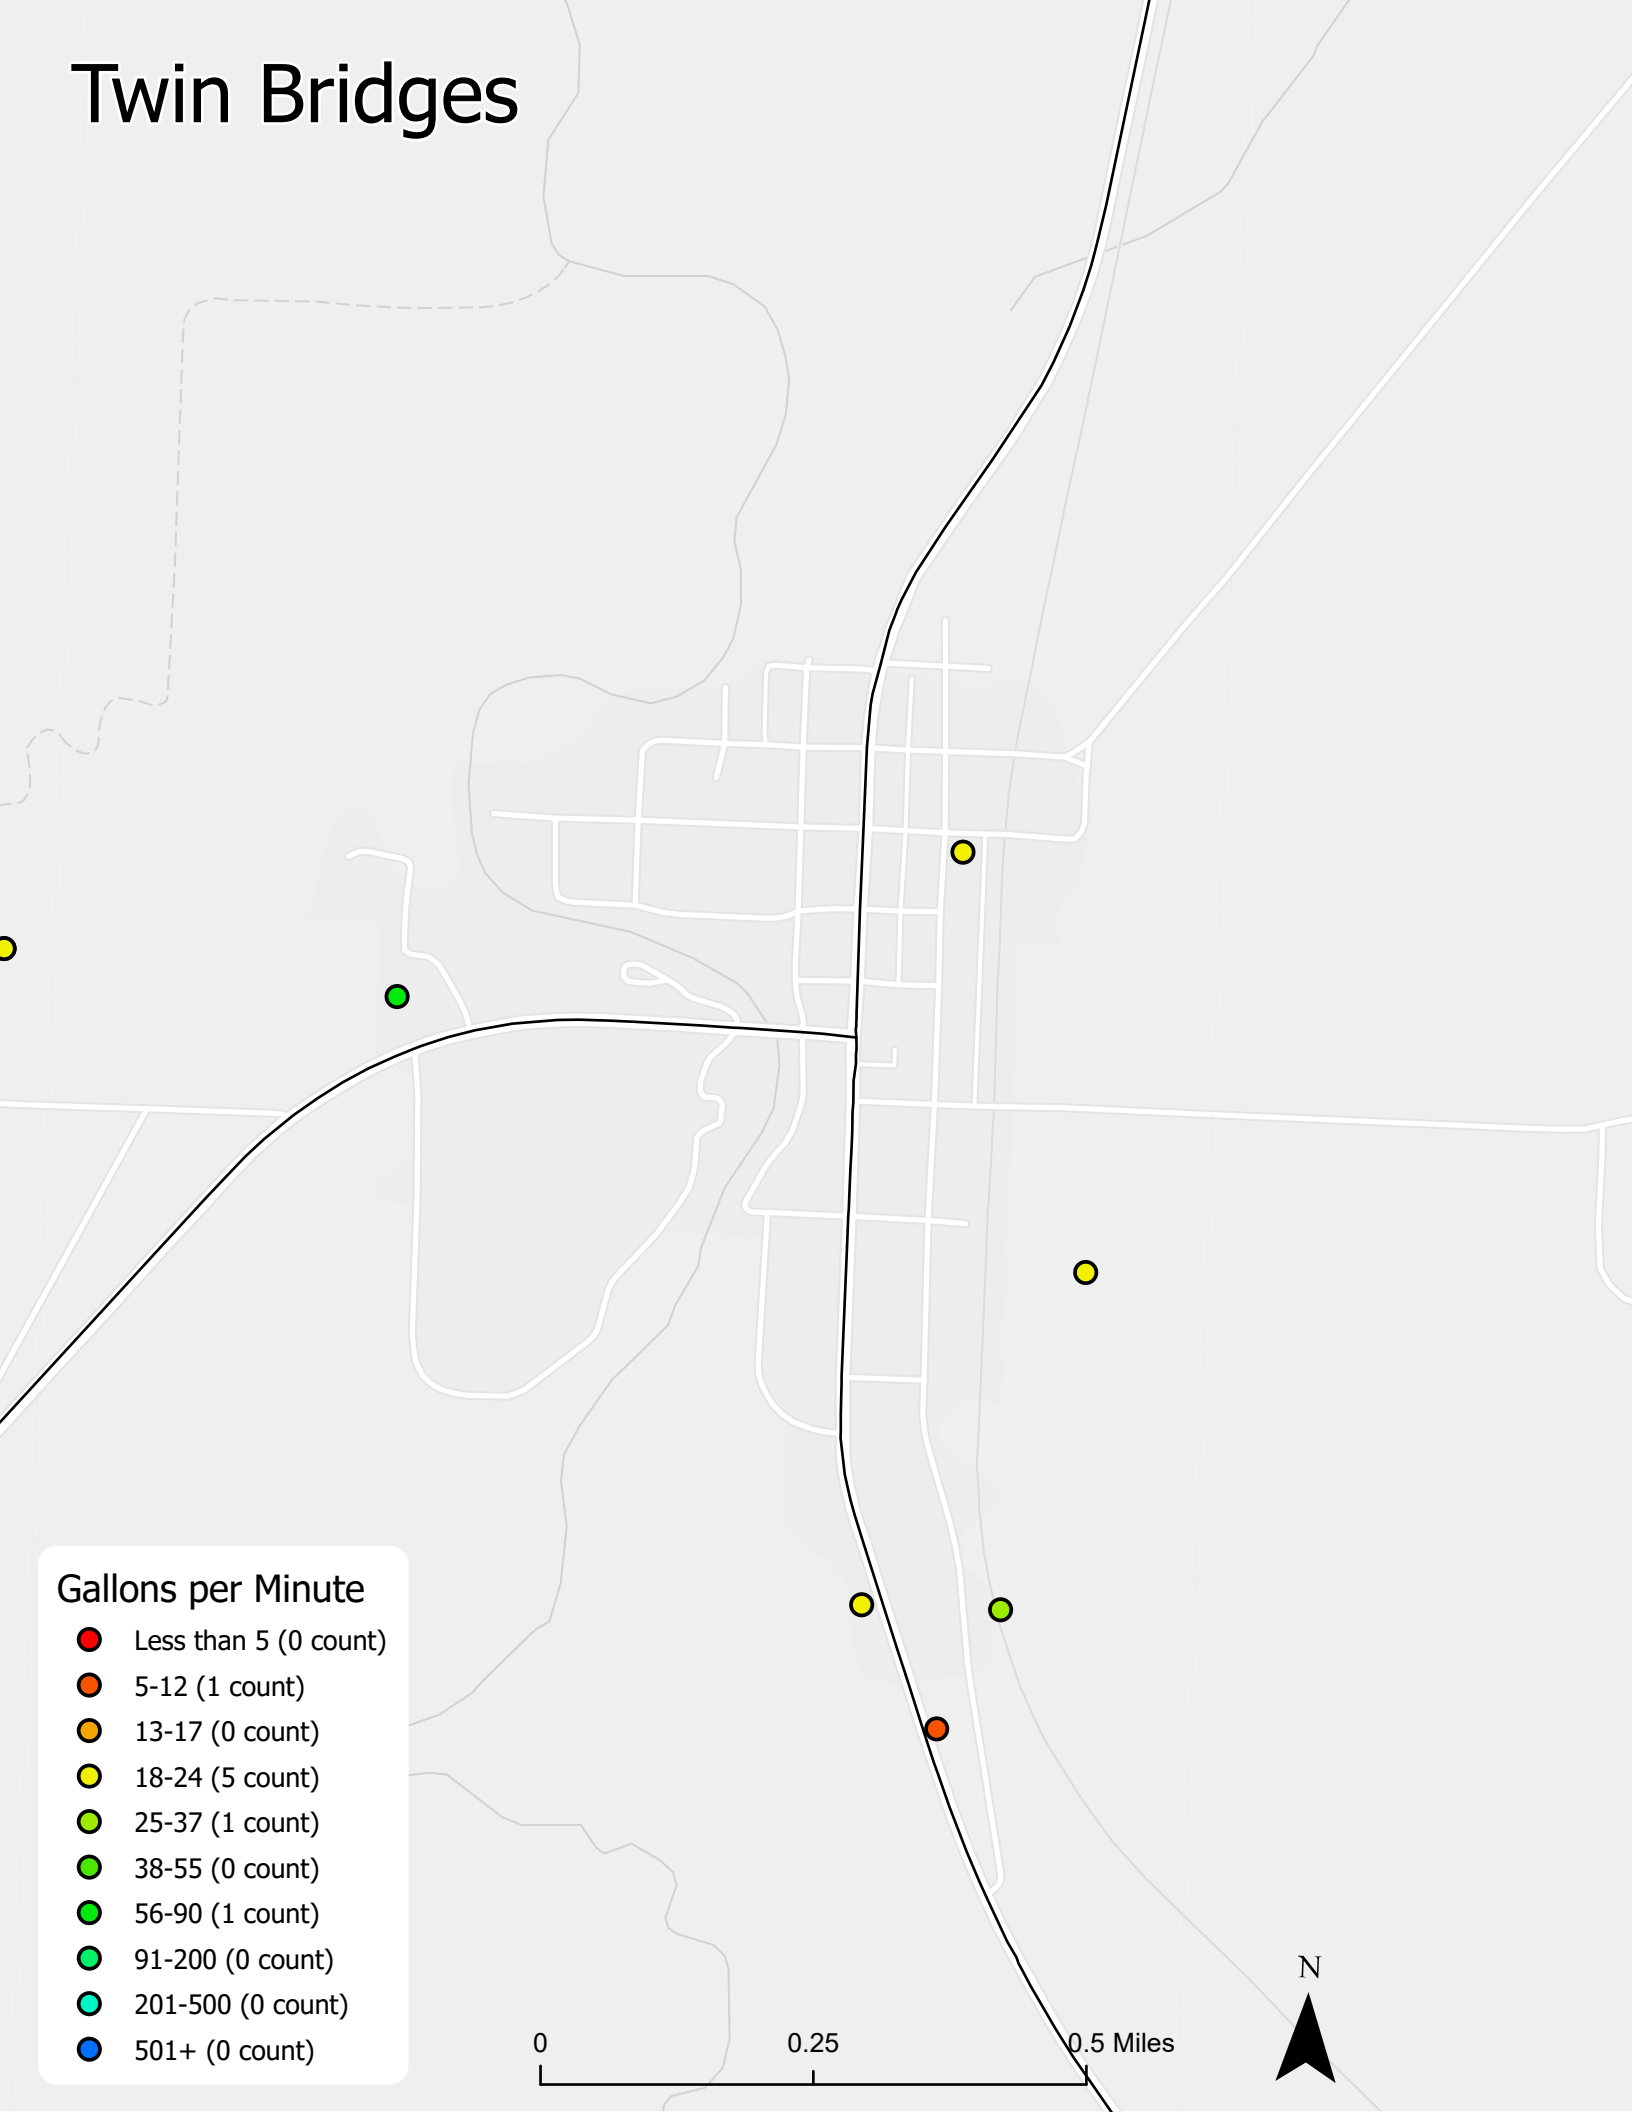 Twin Bridges
Gallons per Minute
Less than 5 (0 count)
5-12 (1 count)
13-17 (0 count)
18-24 (5 count)
25-37 (1 count)
38-55 (0 count)
56-90 (1 count)
91-200 (0 count)
201-500 (0 count)
501+ (0 count)
0 0.25 0.5 Miles
N